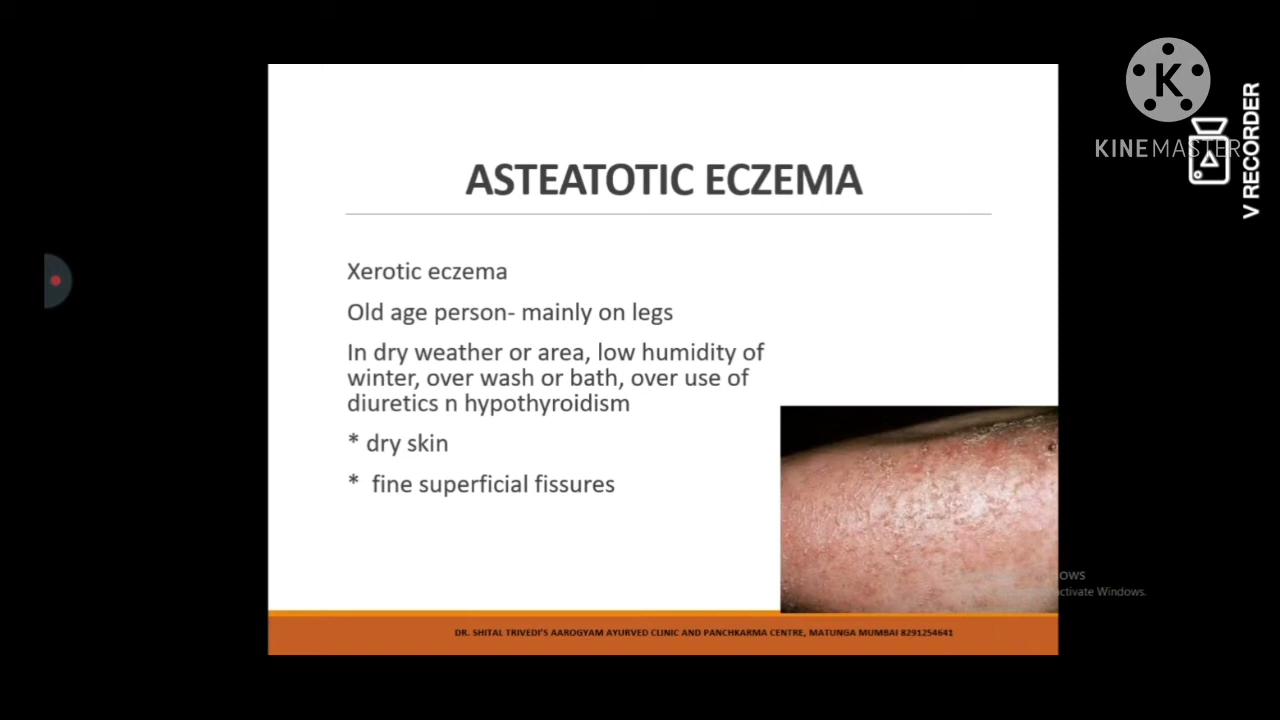 K
KINEMASTER
V RECORDER
ASTEATOTIC ECZEMA
Xerotic eczema
Old age person- mainly on legs
In dry weather or area, low humidity of
winter, over wash or bath, over use of
diuretics n hypothyroidism
* dry skin
* fine superficial fissures
DR. SHITAL TRIVEDI'S AAROGYAM AYURVED CLINIC AND PANCHKARMA CENTRE, MATUNGA MUMBAI 8291254641